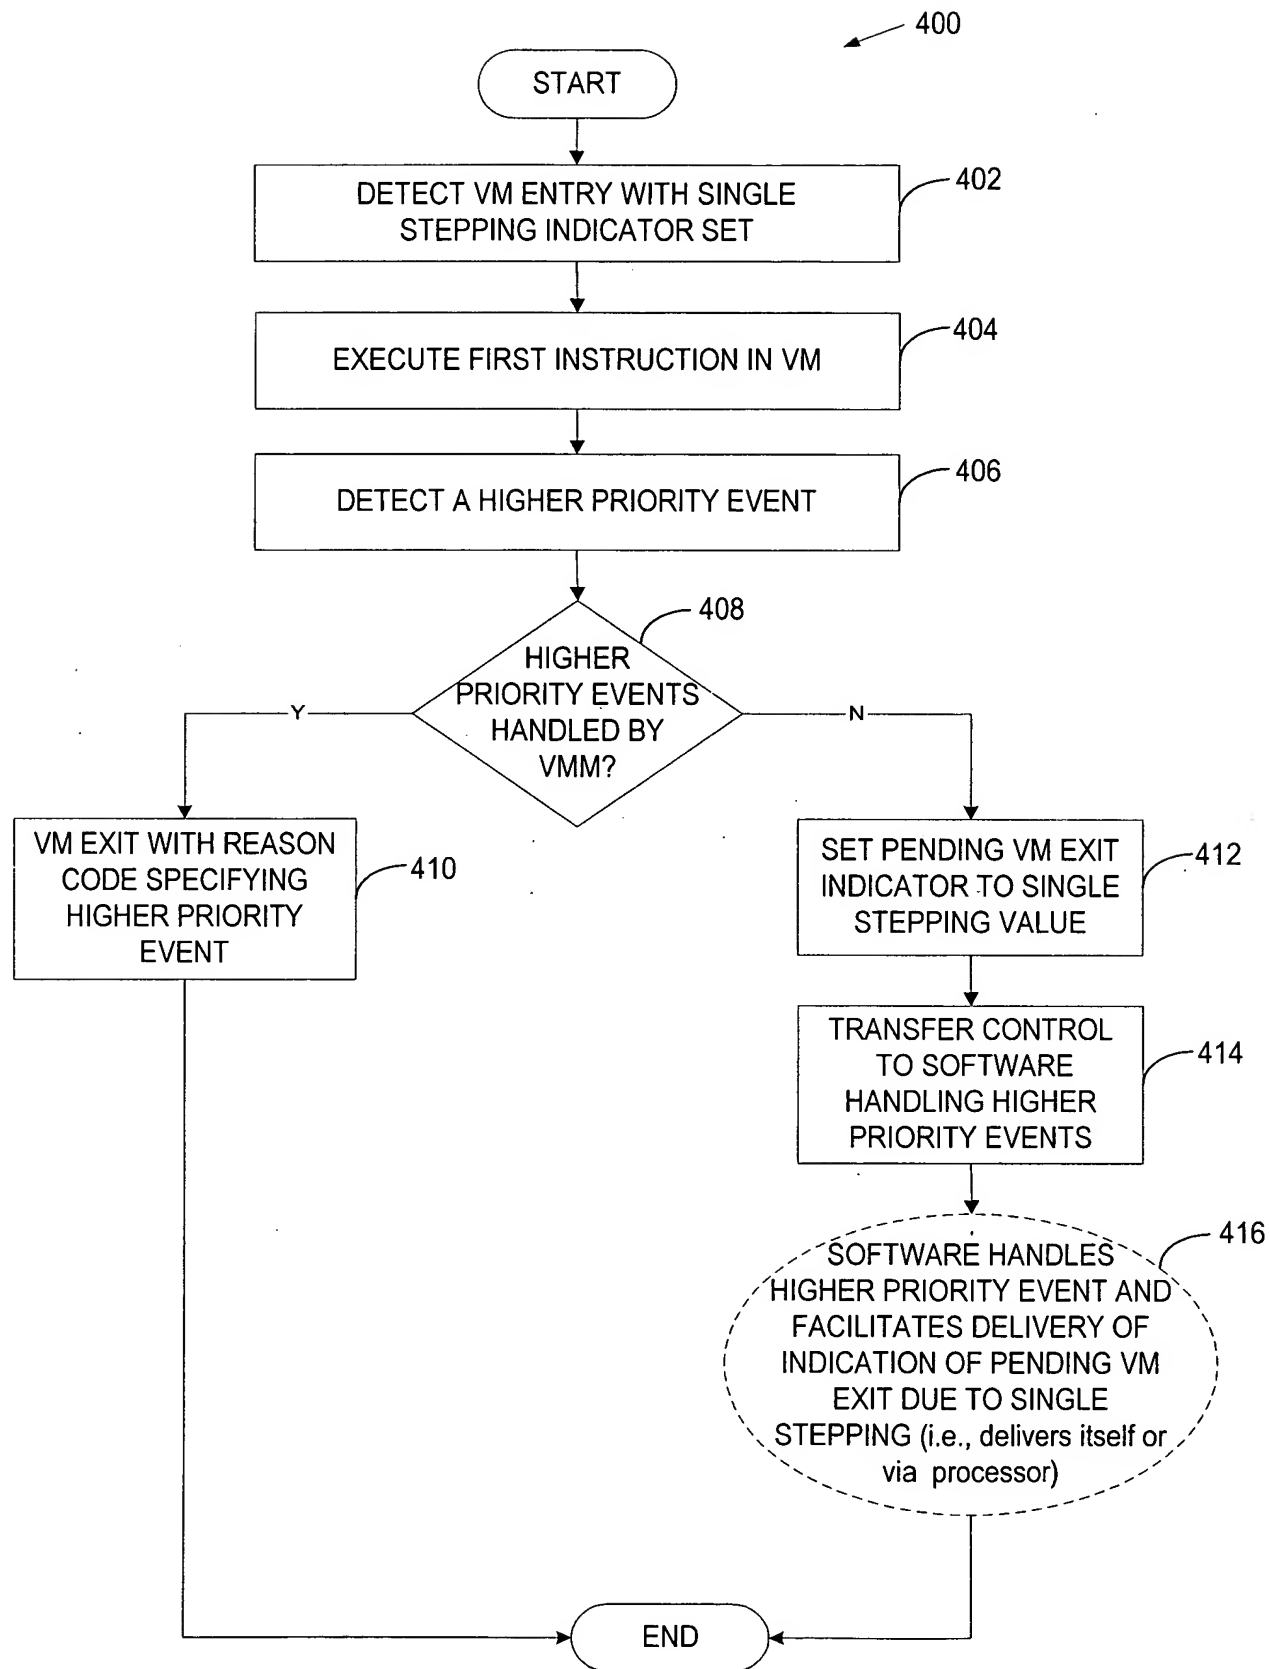 400
START
DETECT VM ENTRY WITH SINGLE
STEPPING INDICATOR SET
402
EXECUTE FIRST INSTRUCTION IN VM
404
DETECT A HIGHER PRIORITY EVENT
406
408
HIGHER
PRIORITY EVENTS
HANDLED BY
VMM?
Y
N
VM EXIT WITH REASON
CODE SPECIFYING
HIGHER PRIORITY
EVENT
410
SET PENDING VM EXIT
INDICATOR TO SINGLE
STEPPING VALUE
412
TRANSFER CONTROL
TO SOFTWARE
HANDLING HIGHER
PRIORITY EVENTS
414
416
SOFTWARE HANDLES
HIGHER PRIORITY EVENT AND
FACILITATES DELIVERY OF
INDICATION OF PENDING VM
EXIT DUE TO SINGLE
STEPPING (i.e., delivers itself or
via processor)
END